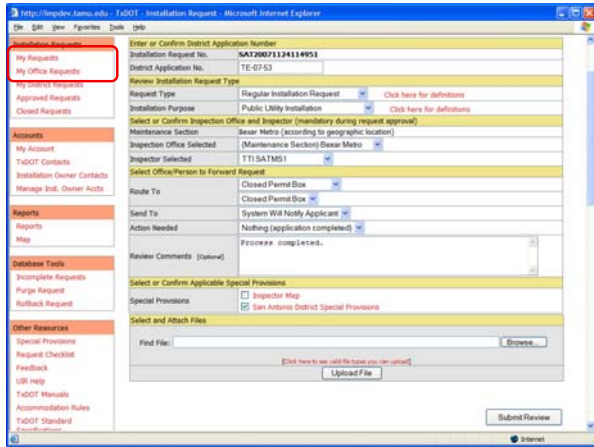 http://impdev.tamu.edu - TxDOT - Installation Request - Microsoft Internet Explorer
File Edit View Favorites Tools Help
Installation Requests
My Requests
My Office Requests
My District Requests
Approved Requests
Closed Requests
Accounts
My Account
TxDOT Contacts
Installation Owner Contacts
Manage Inst. Owner Accts
Reports
Reports
Map
Database Tools
Incomplete Requests
Purge Request
Rollback Request
Other Resources
Special Provisions
Request Checklist
Feedback
UIR Help
TxDOT Manuals
Accommodation Rules
TxDOT Standard
Specifications
Enter or Confirm District Application Number
Installation Request No. SAT20071124114951
District Application No. TE-07-53
Review Installation Request Type
Request Type Regular Installation Request Click here for definitions
Installation Purpose Public Utility Installation Click here for definitions
Select or Confirm Inspection Office and Inspector (mandatory during request approval)
Maintenance Section Bexar Metro (according to geographic location)
Inspection Office Selected (Maintenance Section) Bexar Metro
Inspector Selected TTI.SATMS1
Select Office/Person to Forward Request
Route To Closed Permit Box
Closed Permit Box
Send To System Will Notify Applicant
Action Needed Nothing (application completed)
Review Comments [Optional] Process completed.
Select or Confirm Applicable Special Provisions
Special Provisions Inspector Map
San Antonio District Special Provisions
Select and Attach Files
Find File: Browse...
[Click here to see valid file types you can upload]
Upload File
Submit Review
Internet